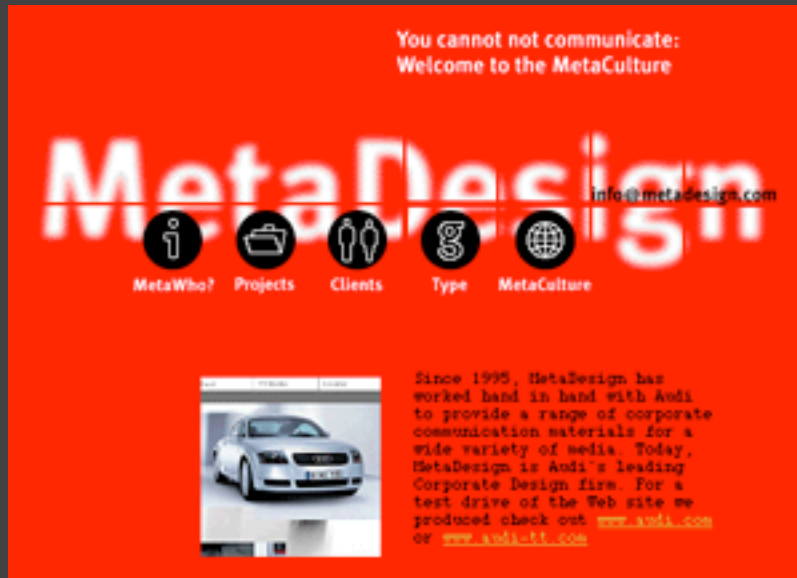 You cannot not communicate:
Welcome to the MetaCulture
MetaDesign
info@metadesign.com
MetaWho?
Projects
Clients
Type
MetaCulture
Since 1995, MetaDesign has
worked hand in hand with Audi
to provide a range of corporate
communication materials for a
wide variety of media. Today,
MetaDesign is Audi's leading
Corporate Design firm. For a
test drive of the Web site we
produced check out www.audi.com
or www.audi-tt.com